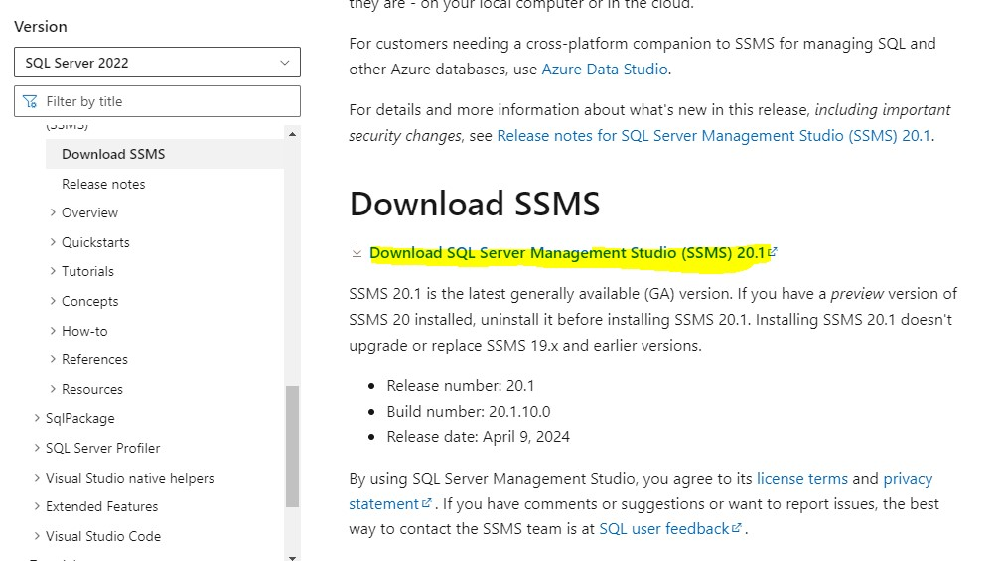 Version
SQL Server 2022
Filter by title
(SSMS)
Download SSMS
Release notes
Overview
Quickstarts
Tutorials
Concepts
How-to
References
Resources
SqlPackage
SQL Server Profiler
Visual Studio native helpers
Extended Features
Visual Studio Code
they are - on your local computer or in the cloud.
For customers needing a cross-platform companion to SSMS for managing SQL and
other Azure databases, use Azure Data Studio.
For details and more information about what's new in this release, including important
security changes, see Release notes for SQL Server Management Studio (SSMS) 20.1.
Download SSMS
Download SQL Server Management Studio (SSMS) 20.1
SSMS 20.1 is the latest generally available (GA) version. If you have a preview version of
SSMS 20 installed, uninstall it before installing SSMS 20.1. Installing SSMS 20.1 doesn't
upgrade or replace SSMS 19.x and earlier versions.
• Release number: 20.1
• Build number: 20.1.10.0
• Release date: April 9, 2024
By using SQL Server Management Studio, you agree to its license terms and privacy
statement. If you have comments or suggestions or want to report issues, the best
way to contact the SSMS team is at SQL user feedback.